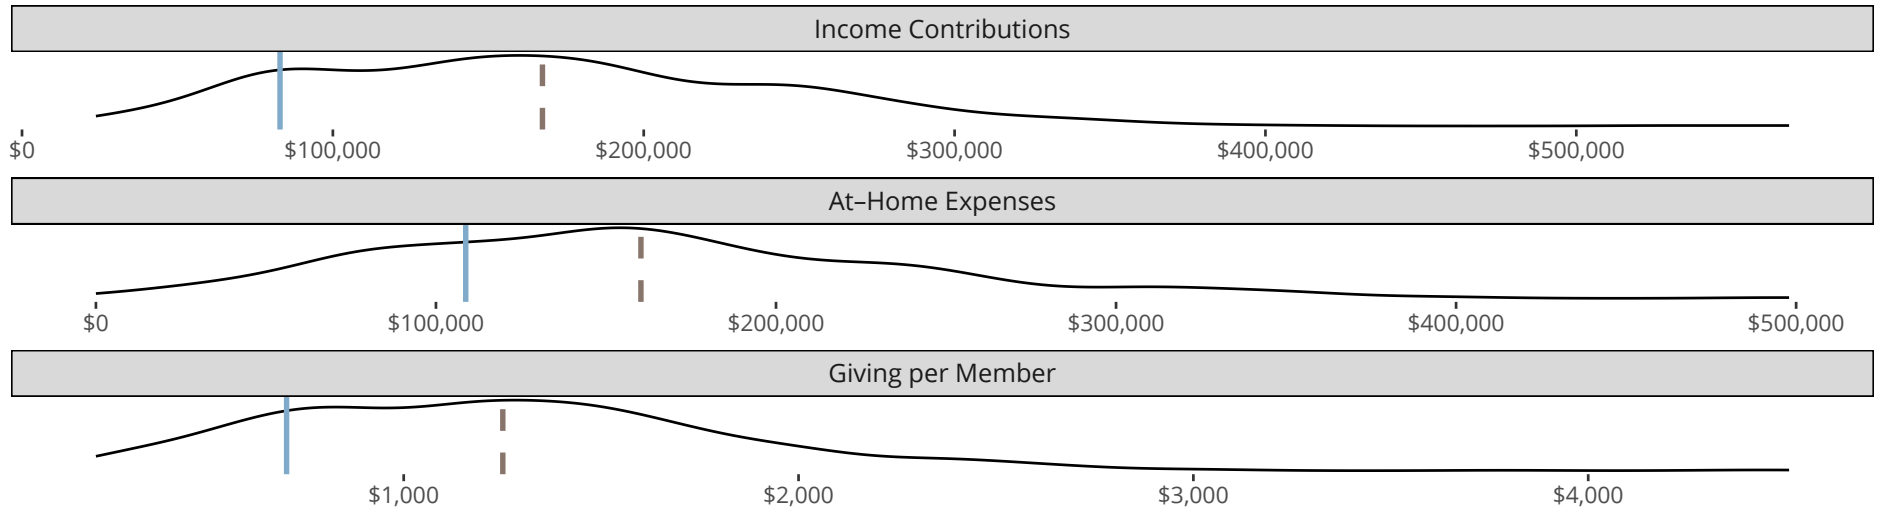 Income Contributions
$0 $100,000 $200,000 $300,000 $400,000 $500,000
At–Home Expenses
$0 $100,000 $200,000 $300,000 $400,000 $500,000
Giving per Member
$1,000 $2,000 $3,000 $4,000